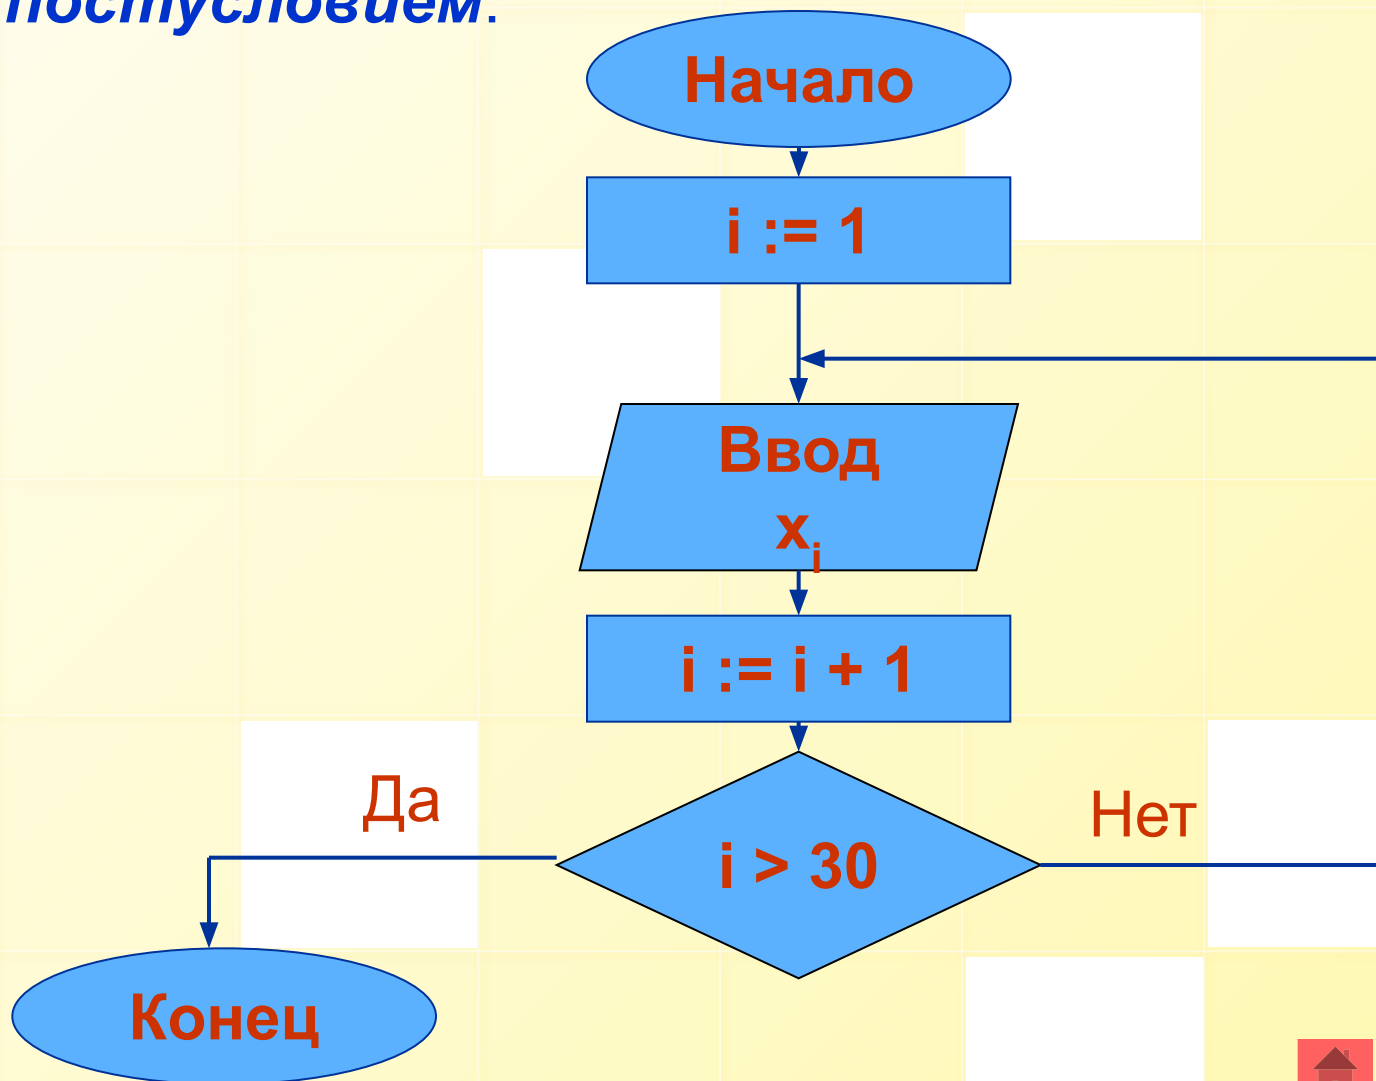 постусловием.
Начало
i := 1
Ввод
xᵢ
i := i + 1
Да
Нет
i > 30
Конец